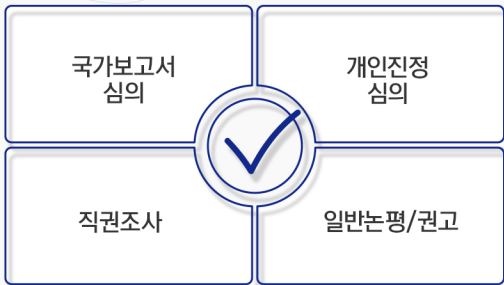 국가보고서
심의
개인진정
심의
직권조사
일반논평/권고